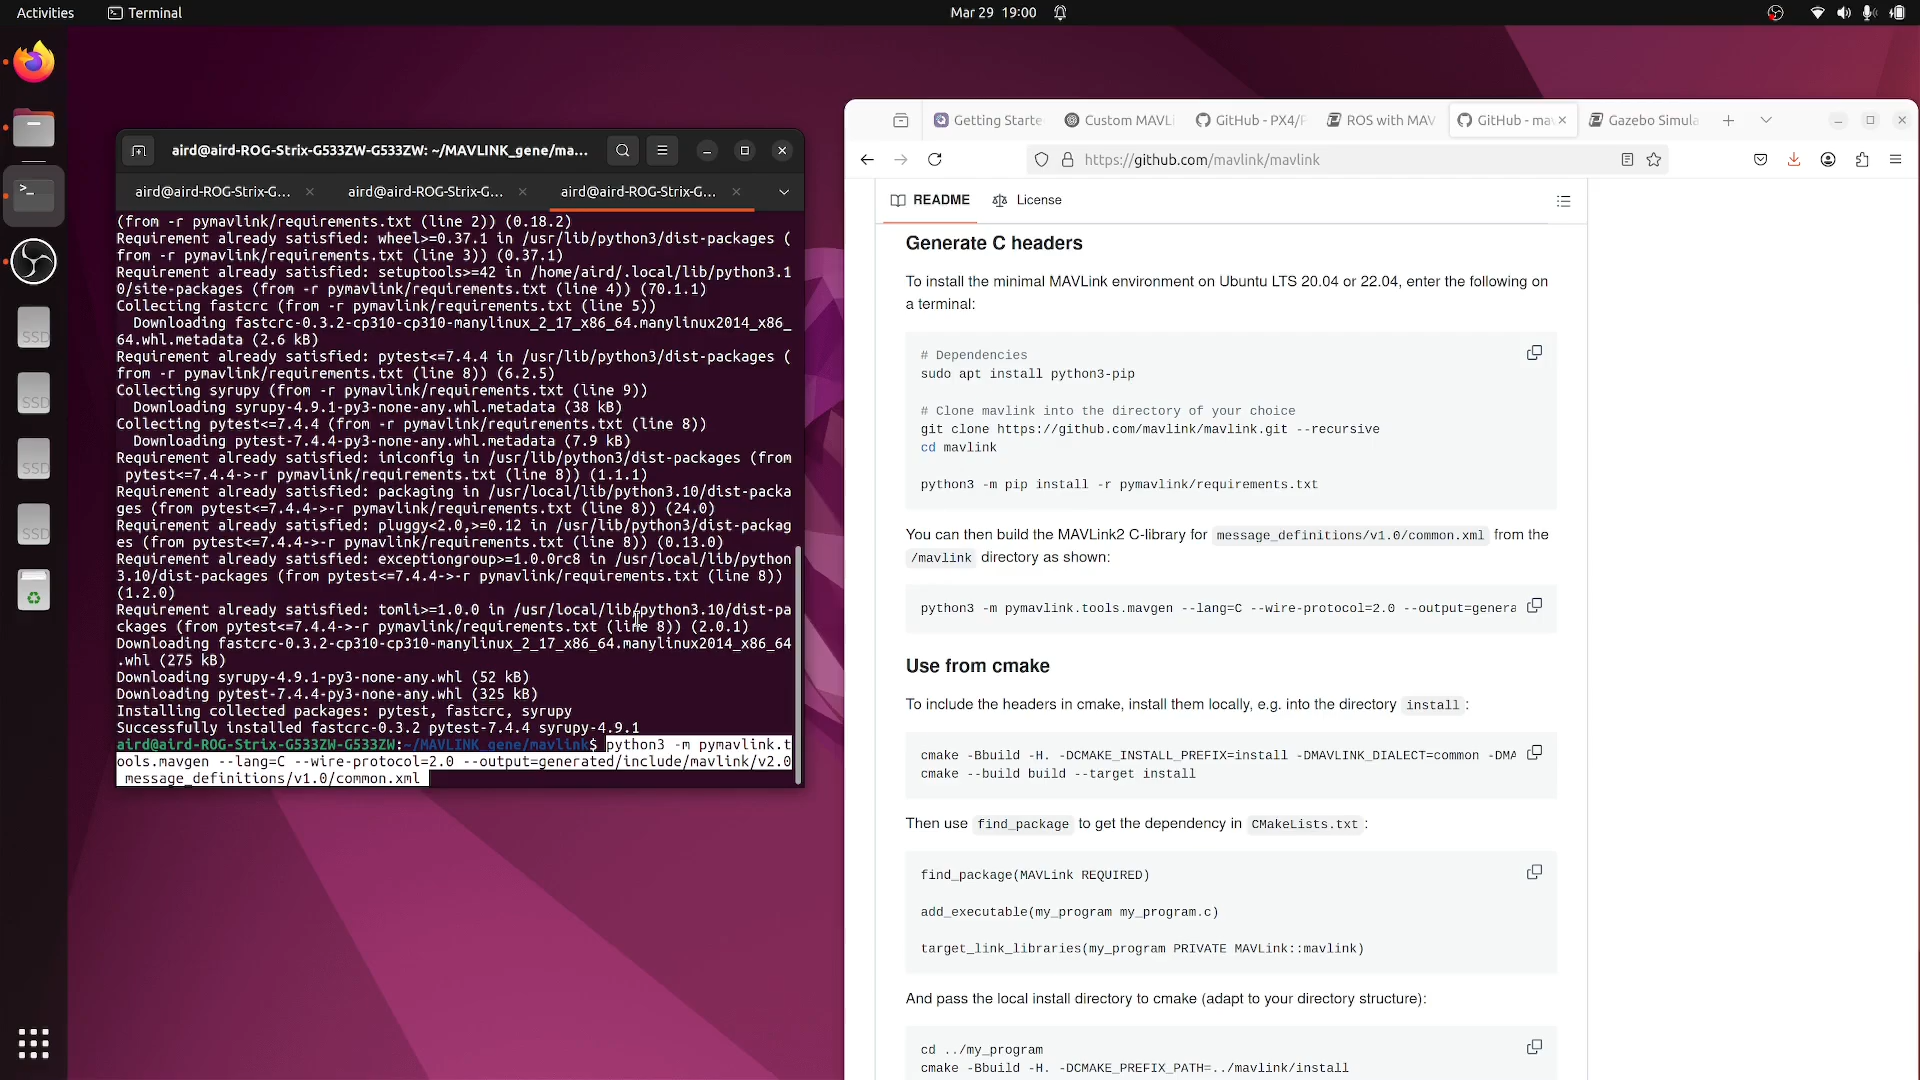 Activities
Terminal
Mar 29 19:00
aird@aird-ROG-Strix-G533ZW-G533ZW: ~/MAVLINK_gene/ma...
aird@aird-ROG-Strix-G...
aird@aird-ROG-Strix-G...
aird@aird-ROG-Strix-G...
(from -r pymavlink/requirements.txt (line 2)) (0.18.2)
Requirement already satisfied: wheel>=0.37.1 in /usr/lib/python3/dist-packages (
from -r pymavlink/requirements.txt (line 3)) (0.37.1)
Requirement already satisfied: setuptools>=42 in /home/aird/.local/lib/python3.1
0/site-packages (from -r pymavlink/requirements.txt (line 4)) (70.1.1)
Collecting fastcrc (from -r pymavlink/requirements.txt (line 5))
Downloading fastcrc-0.3.2-cp310-cp310-manylinux_2_17_x86_64.manylinux2014_x86_
64.whl.metadata (2.6 kB)
Requirement already satisfied: pytest<=7.4.4 in /usr/lib/python3/dist-packages (
from -r pymavlink/requirements.txt (line 8)) (6.2.5)
Collecting syrupy (from -r pymavlink/requirements.txt (line 9))
Downloading syrupy-4.9.1-py3-none-any.whl.metadata (38 kB)
Collecting pytest<=7.4.4 (from -r pymavlink/requirements.txt (line 8))
Downloading pytest-7.4.4-py3-none-any.whl.metadata (7.9 kB)
Requirement already satisfied: iniconfig in /usr/lib/python3/dist-packages (from
pytest<=7.4.4->-r pymavlink/requirements.txt (line 8)) (1.1.1)
Requirement already satisfied: packaging in /usr/local/lib/python3.10/dist-packa
ges (from pytest<=7.4.4->-r pymavlink/requirements.txt (line 8)) (24.0)
Requirement already satisfied: pluggy<2.0,>=0.12 in /usr/lib/python3/dist-packag
es (from pytest<=7.4.4->-r pymavlink/requirements.txt (line 8)) (0.13.0)
Requirement already satisfied: exceptiongroup>=1.0.0rc8 in /usr/local/lib/python
3.10/dist-packages (from pytest<=7.4.4->-r pymavlink/requirements.txt (line 8))
(1.2.0)
Requirement already satisfied: tomli>=1.0.0 in /usr/local/lib/python3.10/dist-pa
ckages (from pytest<=7.4.4->-r pymavlink/requirements.txt (line 8)) (2.0.1)
Downloading fastcrc-0.3.2-cp310-cp310-manylinux_2_17_x86_64.manylinux2014_x86_64
.whl (275 kB)
Downloading syrupy-4.9.1-py3-none-any.whl (52 kB)
Downloading pytest-7.4.4-py3-none-any.whl (325 kB)
Installing collected packages: pytest, fastcrc, syrupy
Successfully installed fastcrc-0.3.2 pytest-7.4.4 syrupy-4.9.1
aird@aird-ROG-Strix-G533ZW-G533ZW:~/MAVLINK_gene/mavlink$ python3 -m pymavlink.t
ools.mavgen --lang=C --wire-protocol=2.0 --output=generated/include/mavlink/v2.0
message_definitions/v1.0/common.xml
SSD
SSD
SSD
SSD
Getting Starte
Custom MAVLi
GitHub - PX4/P
ROS with MAV
GitHub - mav
Gazebo Simula
https://github.com/mavlink/mavlink
README
License
Generate C headers
To install the minimal MAVLink environment on Ubuntu LTS 20.04 or 22.04, enter the following on
a terminal:
# Dependencies
sudo apt install python3-pip
# Clone mavlink into the directory of your choice
git clone https://github.com/mavlink/mavlink.git --recursive
cd mavlink
python3 -m pip install -r pymavlink/requirements.txt
You can then build the MAVLink2 C-library for message_definitions/v1.0/common.xml from the
/mavlink directory as shown:
python3 -m pymavlink.tools.mavgen --lang=C --wire-protocol=2.0 --output=genera
Use from cmake
To include the headers in cmake, install them locally, e.g. into the directory install :
cmake -Bbuild -H. -DCMAKE_INSTALL_PREFIX=install -DMAVLINK_DIALECT=common -DMA
cmake --build build --target install
Then use find_package to get the dependency in CMakeLists.txt :
find_package(MAVLink REQUIRED)
add_executable(my_program my_program.c)
target_link_libraries(my_program PRIVATE MAVLink::mavlink)
And pass the local install directory to cmake (adapt to your directory structure):
cd ../my_program
cmake -Bbuild -H. -DCMAKE_PREFIX_PATH=../mavlink/install